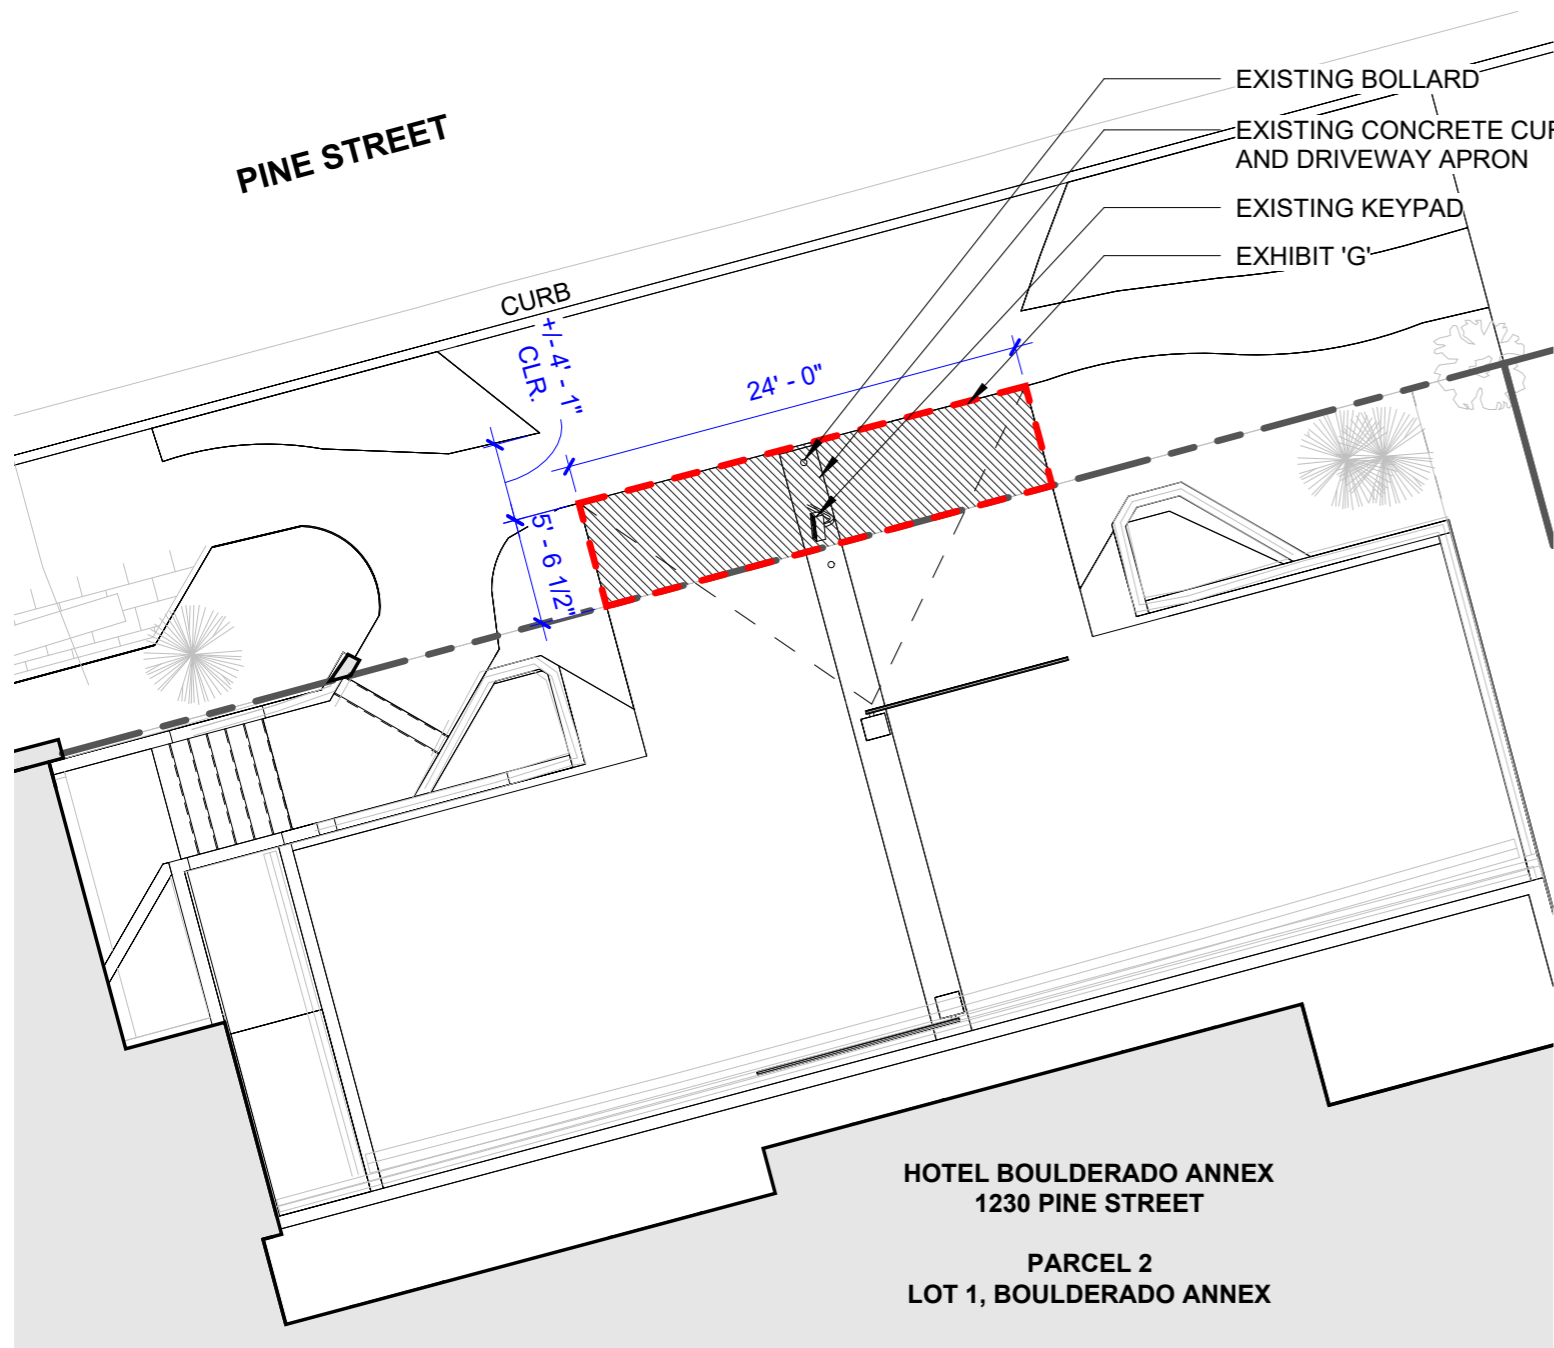 EXISTING BOLLARD
PINE STREET
EXISTING CONCRETE CUR
AND DRIVEWAY APRON
EXISTING KEYPAD
EXHIBIT 'G'
CURB
+/- 4' - 1"
CLR.
24' - 0"
5' - 6 1/2"
HOTEL BOULDERADO ANNEX
1230 PINE STREET
PARCEL 2
LOT 1, BOULDERADO ANNEX